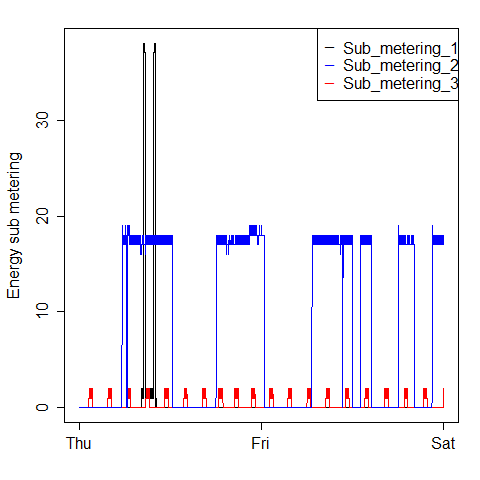 Sub_metering_1
Sub_metering_2
Sub_metering_3
Energy sub metering
30
20
10
0
Thu Fri Sat